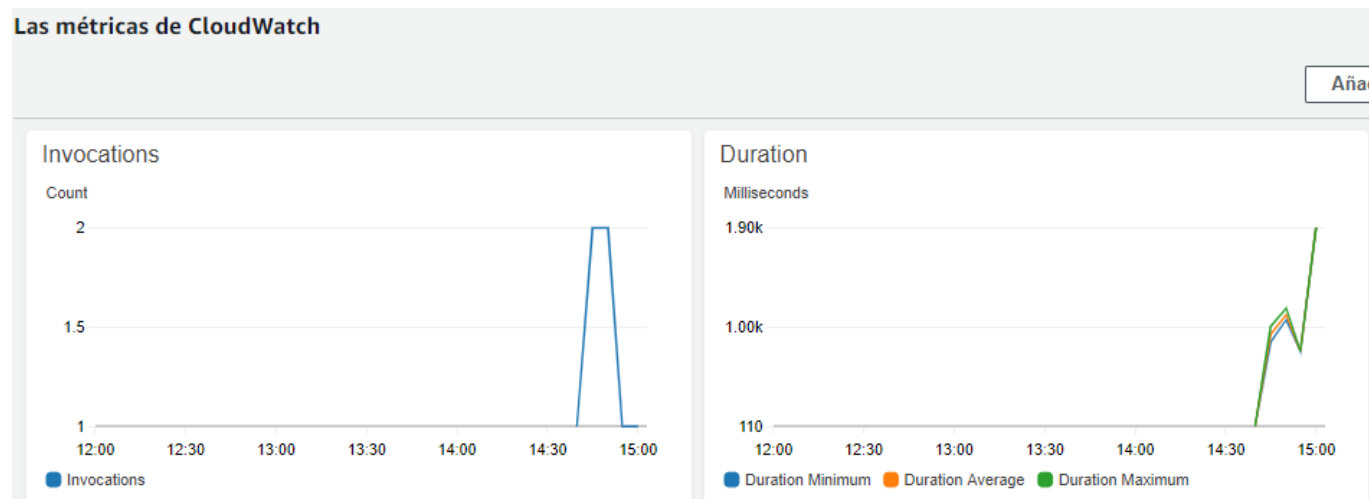 Las métricas de CloudWatch
Invocations
Count
2
1.5
1
12:00 12:30 13:00 13:30 14:00 14:30 15:00
Invocations
Duration
Milliseconds
1.90k
1.00k
110
12:00 12:30 13:00 13:30 14:00 14:30 15:00
Duration Minimum Duration Average Duration Maximum